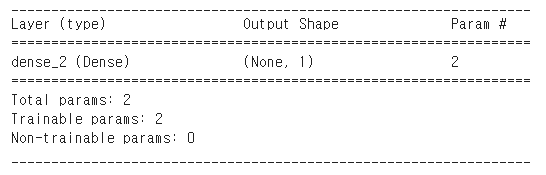 _________________________________________________________________
Layer (type)                 Output Shape              Param #
=================================================================
dense_2 (Dense)              (None, 1)                 2
=================================================================
Total params: 2
Trainable params: 2
Non-trainable params: 0
_________________________________________________________________